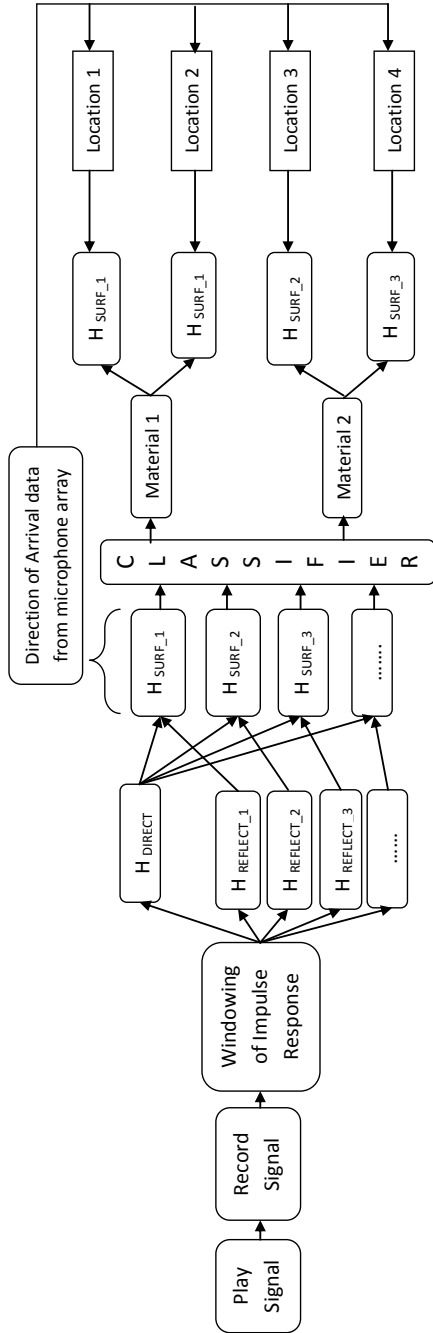 Play
Signal
Record
Signal
Windowing
of Impulse
Response
H DIRECT
H REFLECT_1
H REFLECT_2
H REFLECT_3
.......
H SURF_1
H SURF_2
H SURF_3
.......
Direction of Arrival data
from microphone array
C L A S S I F I E R
Material 1
Material 2
H SURF_1
H SURF_1
H SURF_2
H SURF_3
Location 1
Location 2
Location 3
Location 4